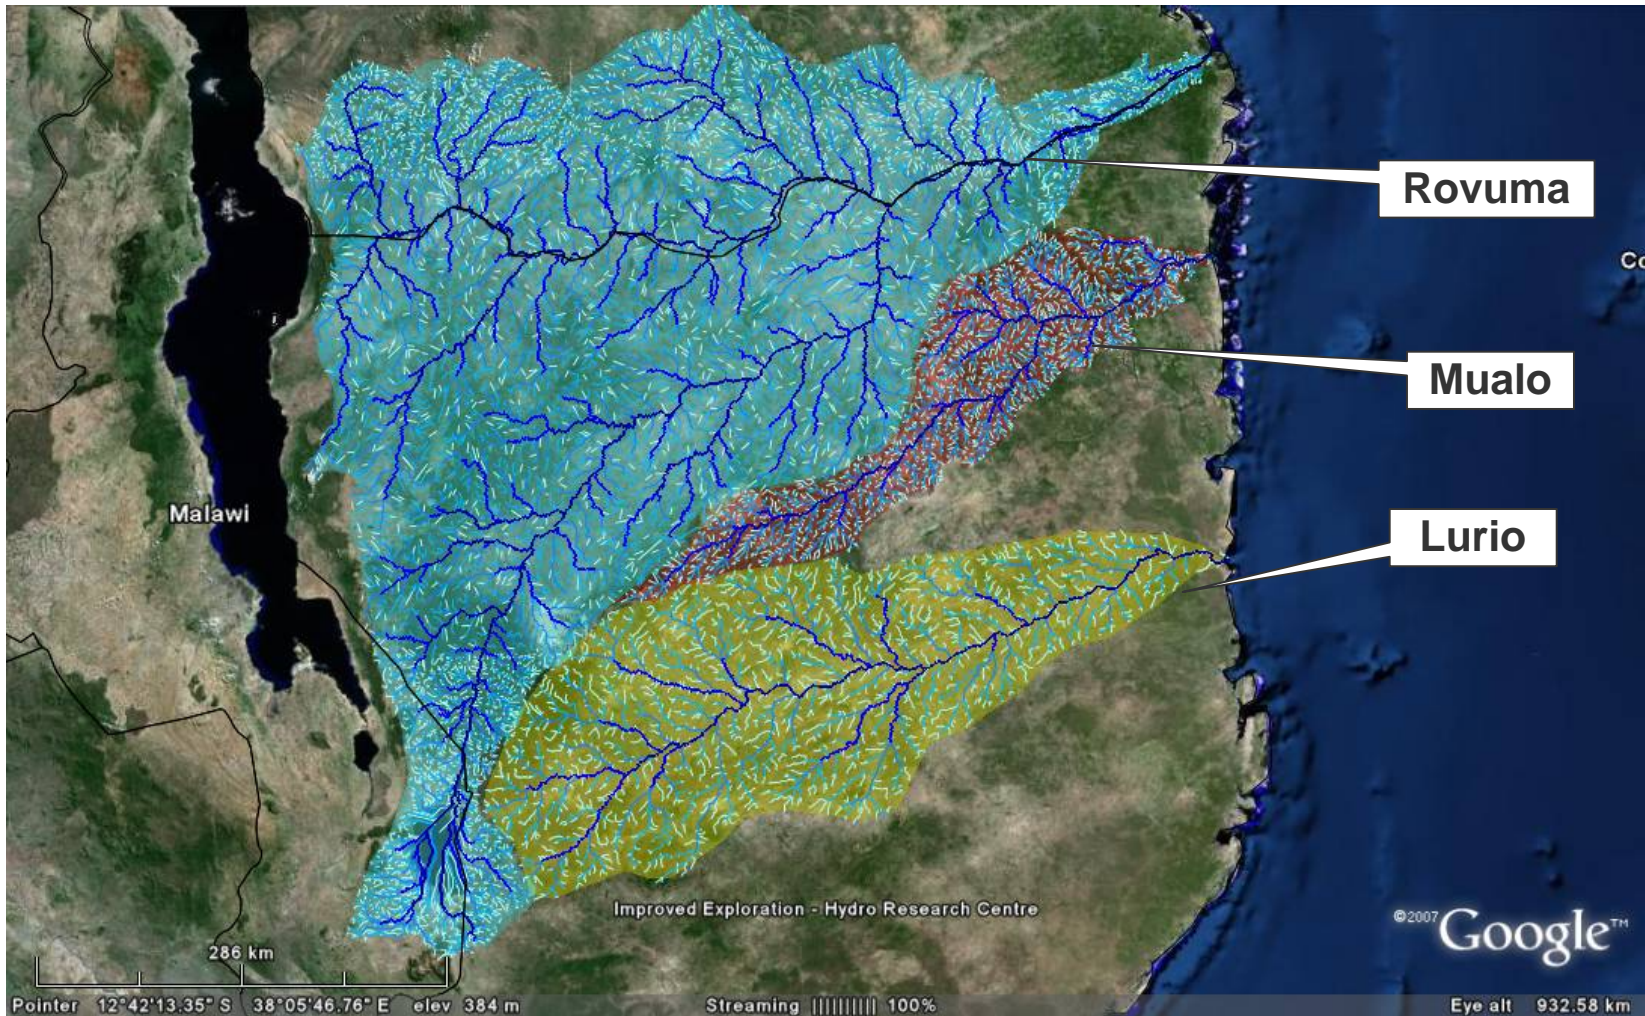 Rovuma
Co
Mualo
Malawi
Lurio
Improved Exploration - Hydro Research Centre
©2007 Google™
286 km
Pointer 12°42'13.35" S 38°05'46.76" E elev 384 m Streaming |||||||||| 100% Eye alt 932.58 km